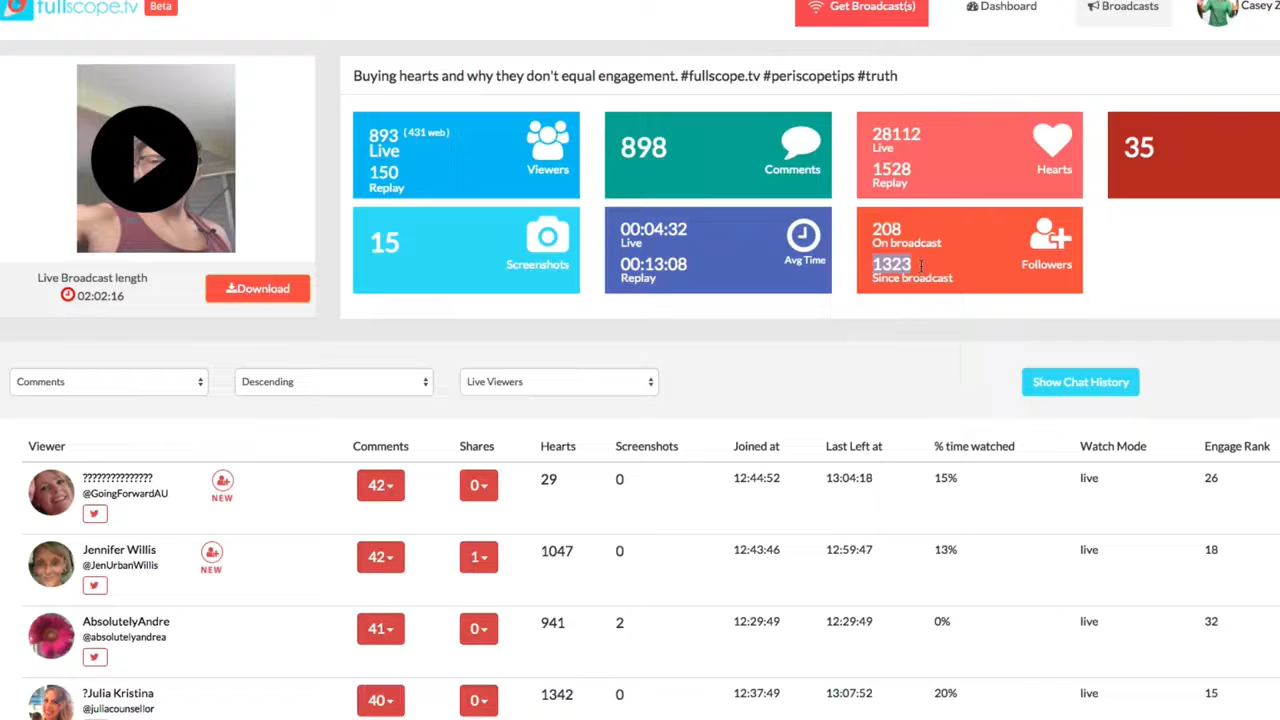 fullscope.tv Beta
Get Broadcast(s) Dashboard Broadcasts Casey Z
Buying hearts and why they don't equal engagement. #fullscope.tv #periscopetips #truth
893 (431 web)
Live
150
Replay
Viewers
898
Comments
28112
Live
1528
Replay
Hearts
35
15
Screenshots
00:04:32
Live
00:13:08
Replay
Avg Time
208
On broadcast
1323
Since broadcast
Followers
Live Broadcast length
02:02:16
Download
Comments Descending Live Viewers Show Chat History
Viewer Comments Shares Hearts Screenshots Joined at Last Left at % time watched Watch Mode Engage Rank
??????????????? 
@GoingForwardAU
NEW
42 0 29 0 12:44:52 13:04:18 15% live 26
Jennifer Willis
@JenUrbanWillis
NEW
42 1 1047 0 12:43:46 12:59:47 13% live 18
AbsolutelyAndre
@absolutelyandrea
41 0 941 2 12:29:49 12:29:49 0% live 32
?Julia Kristina
@juliacounsellor
40 0 1342 0 12:37:49 13:07:52 20% live 15